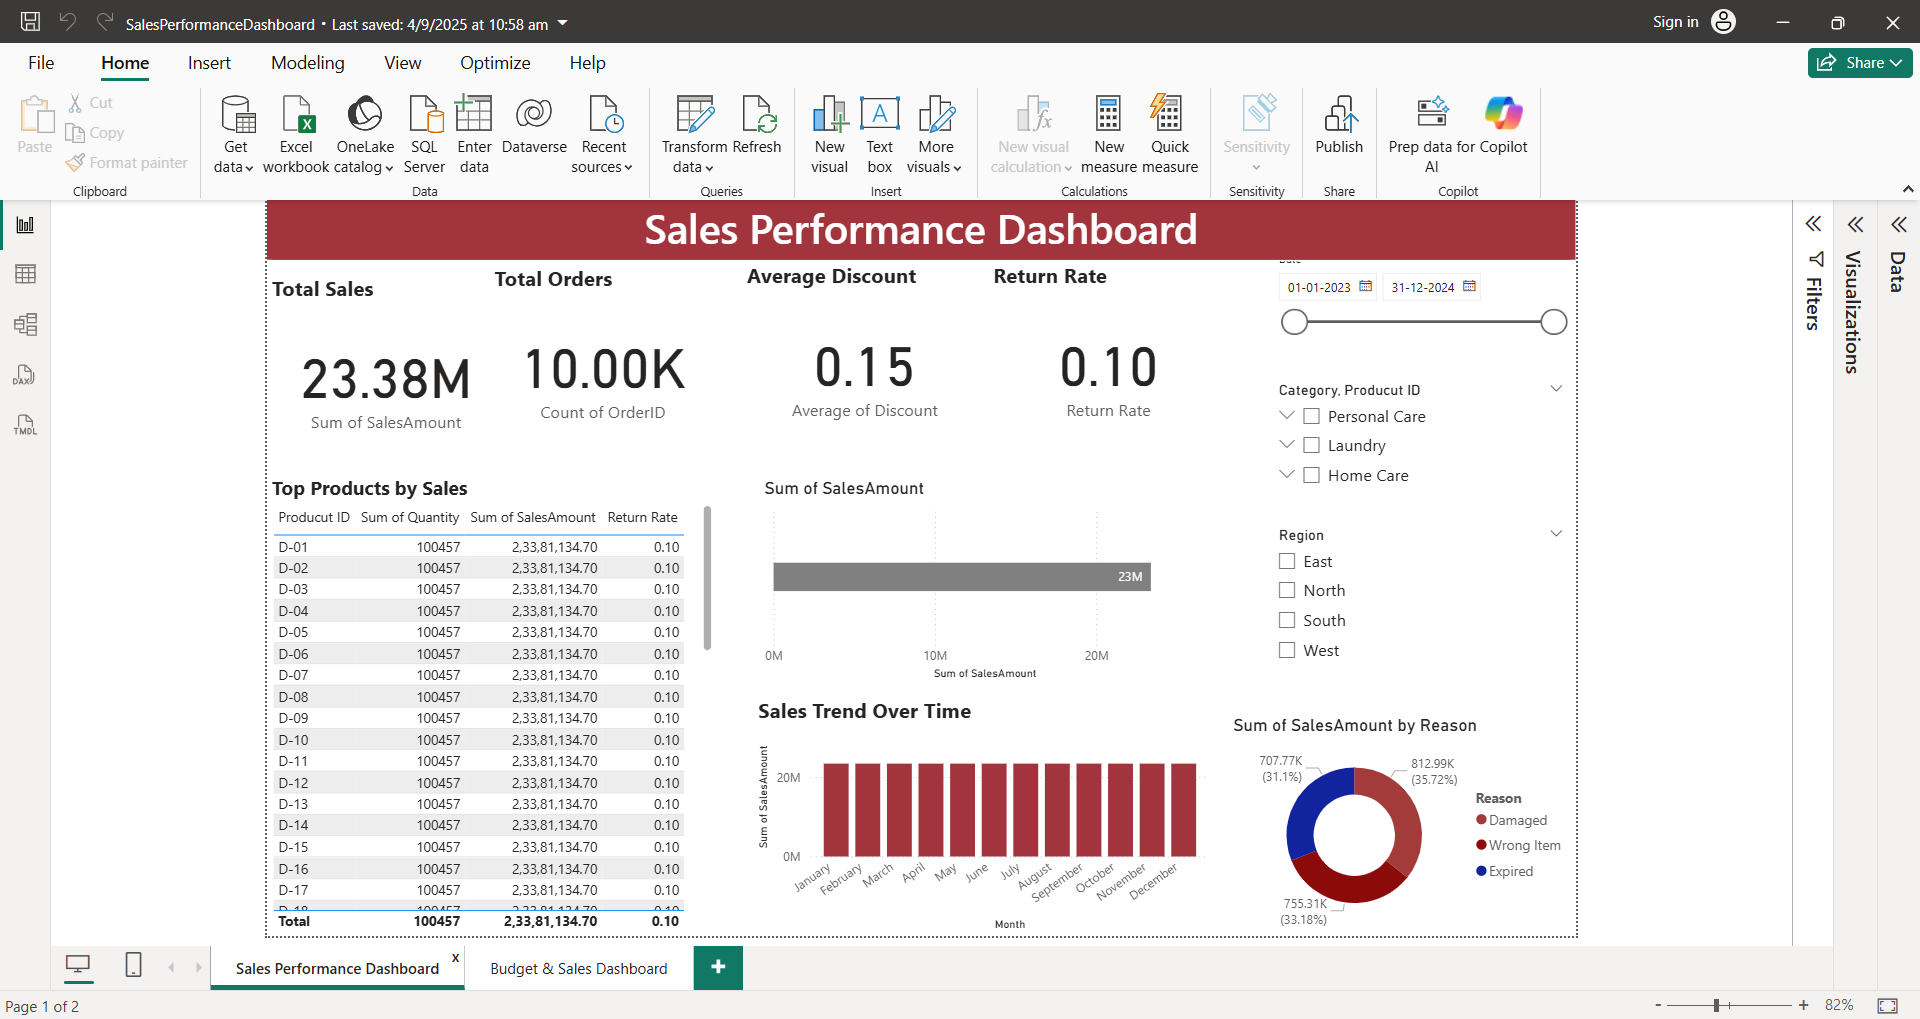 SalesPerformanceDashboard • Last saved: 4/9/2025 at 10:58 am
Sign in
File Home Insert Modeling View Optimize Help
Share
Paste
Cut
Copy
Format painter
Clipboard
Get data
Excel workbook
OneLake catalog
SQL Server
Enter data
Dataverse
Recent sources
Data
Transform data
Refresh
Queries
New visual
Text box
More visuals
Insert
New visual calculation
New measure
Quick measure
Calculations
Sensitivity
Sensitivity
Publish
Share
Prep data for AI
Copilot
Copilot
DAX
TMDL
Sales Performance Dashboard
Total Sales
23.38M
Sum of SalesAmount
Total Orders
10.00K
Count of OrderID
Average Discount
0.15
Average of Discount
Return Rate
0.10
Return Rate
01-01-2023 31-12-2024
Category, Producut ID
Personal Care
Laundry
Home Care
Region
East
North
South
West
Top Products by Sales
Producut ID Sum of Quantity Sum of SalesAmount Return Rate
D-01 100457 2,33,81,134.70 0.10
D-02 100457 2,33,81,134.70 0.10
D-03 100457 2,33,81,134.70 0.10
D-04 100457 2,33,81,134.70 0.10
D-05 100457 2,33,81,134.70 0.10
D-06 100457 2,33,81,134.70 0.10
D-07 100457 2,33,81,134.70 0.10
D-08 100457 2,33,81,134.70 0.10
D-09 100457 2,33,81,134.70 0.10
D-10 100457 2,33,81,134.70 0.10
D-11 100457 2,33,81,134.70 0.10
D-12 100457 2,33,81,134.70 0.10
D-13 100457 2,33,81,134.70 0.10
D-14 100457 2,33,81,134.70 0.10
D-15 100457 2,33,81,134.70 0.10
D-16 100457 2,33,81,134.70 0.10
D-17 100457 2,33,81,134.70 0.10
Total 100457 2,33,81,134.70 0.10
Sum of SalesAmount
23M
0M 10M 20M
Sum of SalesAmount
Sales Trend Over Time
Sum of SalesAmount
20M
0M
January February March April May June July August September October November December
Month
Sum of SalesAmount by Reason
707.77K
(31.1%)
812.99K
(35.72%)
755.31K
(33.18%)
Reason
Damaged
Wrong Item
Expired
Filters
Visualizations
Data
Sales Performance Dashboard x
Budget & Sales Dashboard
+
Page 1 of 2
- + 82%